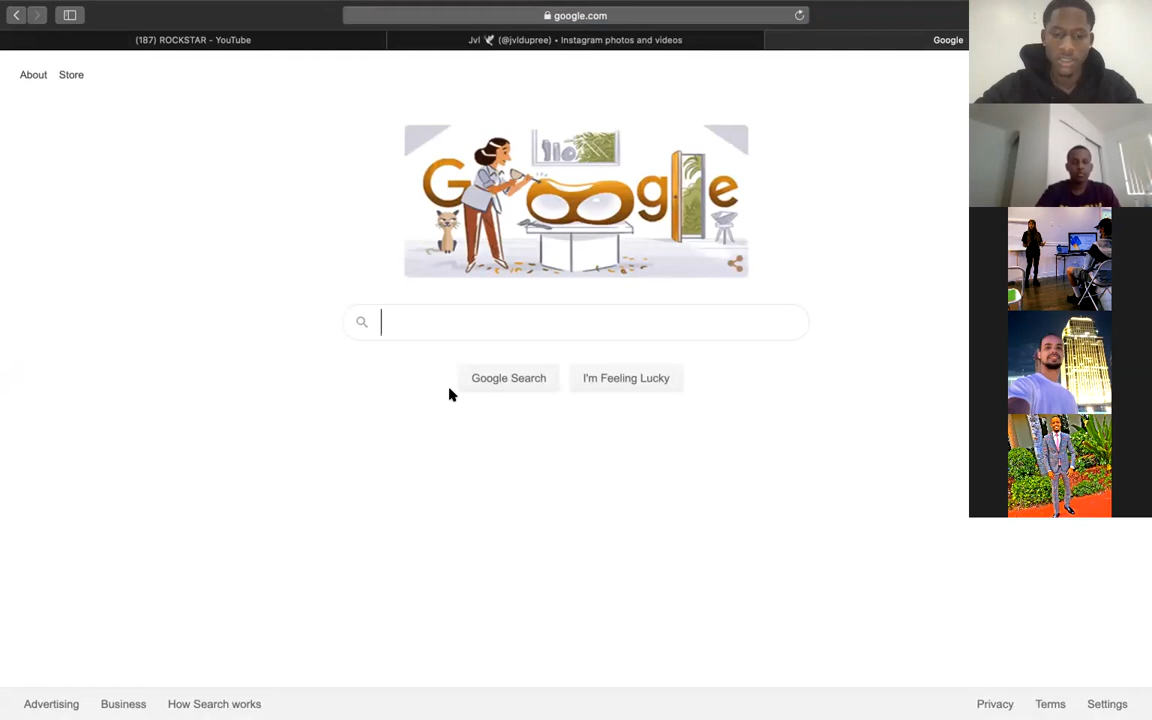 google.com
(187) ROCKSTAR - YouTube
Jvl 🕊 (@jvldupree) • Instagram photos and videos
Google
About Store
Google
Google Search
I'm Feeling Lucky
Advertising Business How Search works
Privacy Terms Settings